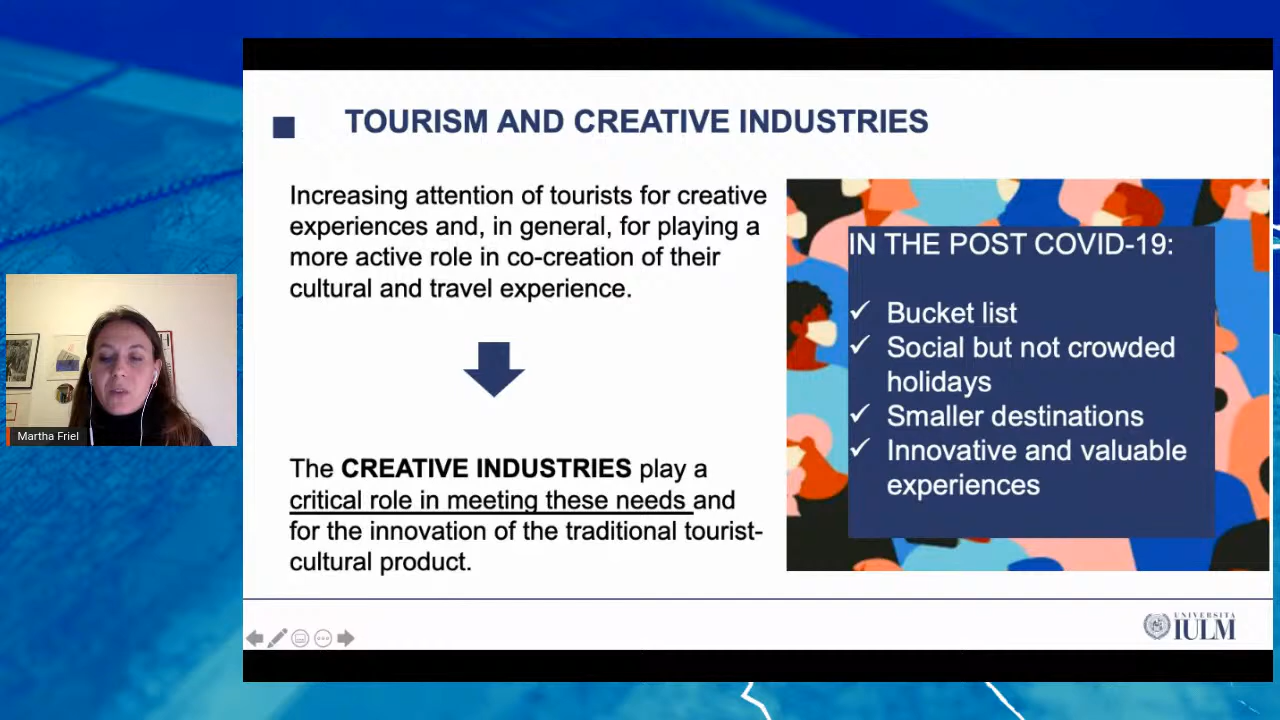 TOURISM AND CREATIVE INDUSTRIES
Increasing attention of tourists for creative
experiences and, in general, for playing a
more active role in co-creation of their
cultural and travel experience.
The CREATIVE INDUSTRIES play a
critical role in meeting these needs and
for the innovation of the traditional tourist-
cultural product.
IN THE POST COVID-19:
✓ Bucket list
✓ Social but not crowded
holidays
✓ Smaller destinations
✓ Innovative and valuable
experiences
Martha Friel
UNIVERSITÀ
IULM